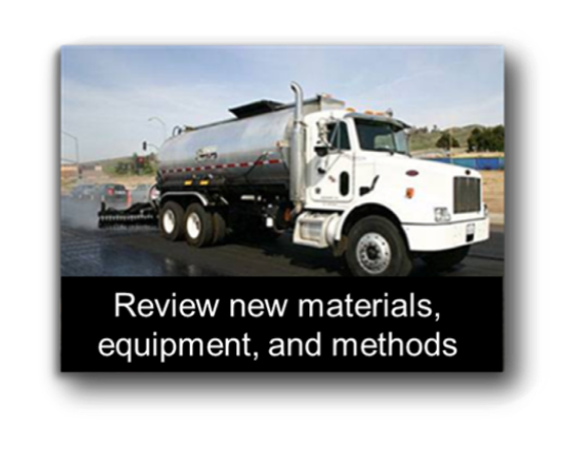 Review new materials,
equipment, and methods